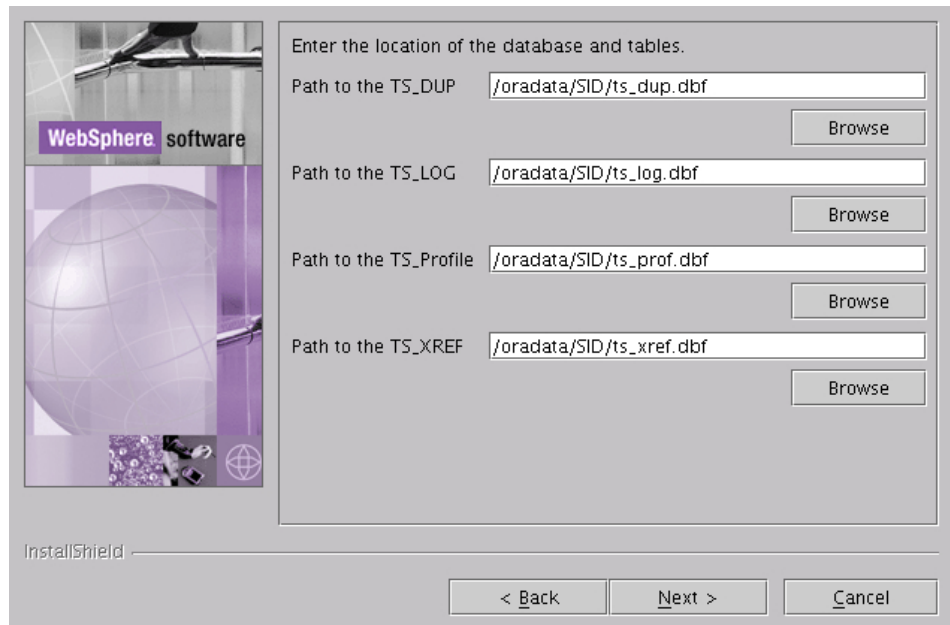 WebSphere. software
Enter the location of the database and tables.
Path to the TS_DUP /oradata/SID/ts_dup.dbf
Browse
Path to the TS_LOG /oradata/SID/ts_log.dbf
Browse
Path to the TS_Profile /oradata/SID/ts_prof.dbf
Browse
Path to the TS_XREF /oradata/SID/ts_xref.dbf
Browse
InstallShield
< Back Next > Cancel